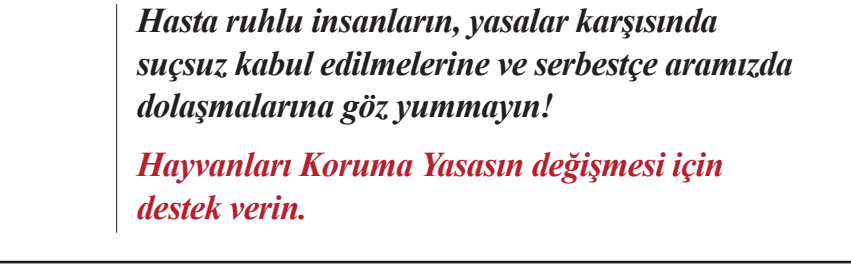 Hasta ruhlu insanların, yasalar karşısında
suçsuz kabul edilmelerine ve serbestçe aramızda
dolaşmalarına göz yummayın!
Hayvanları Koruma Yasasın değişmesi için
destek verin.